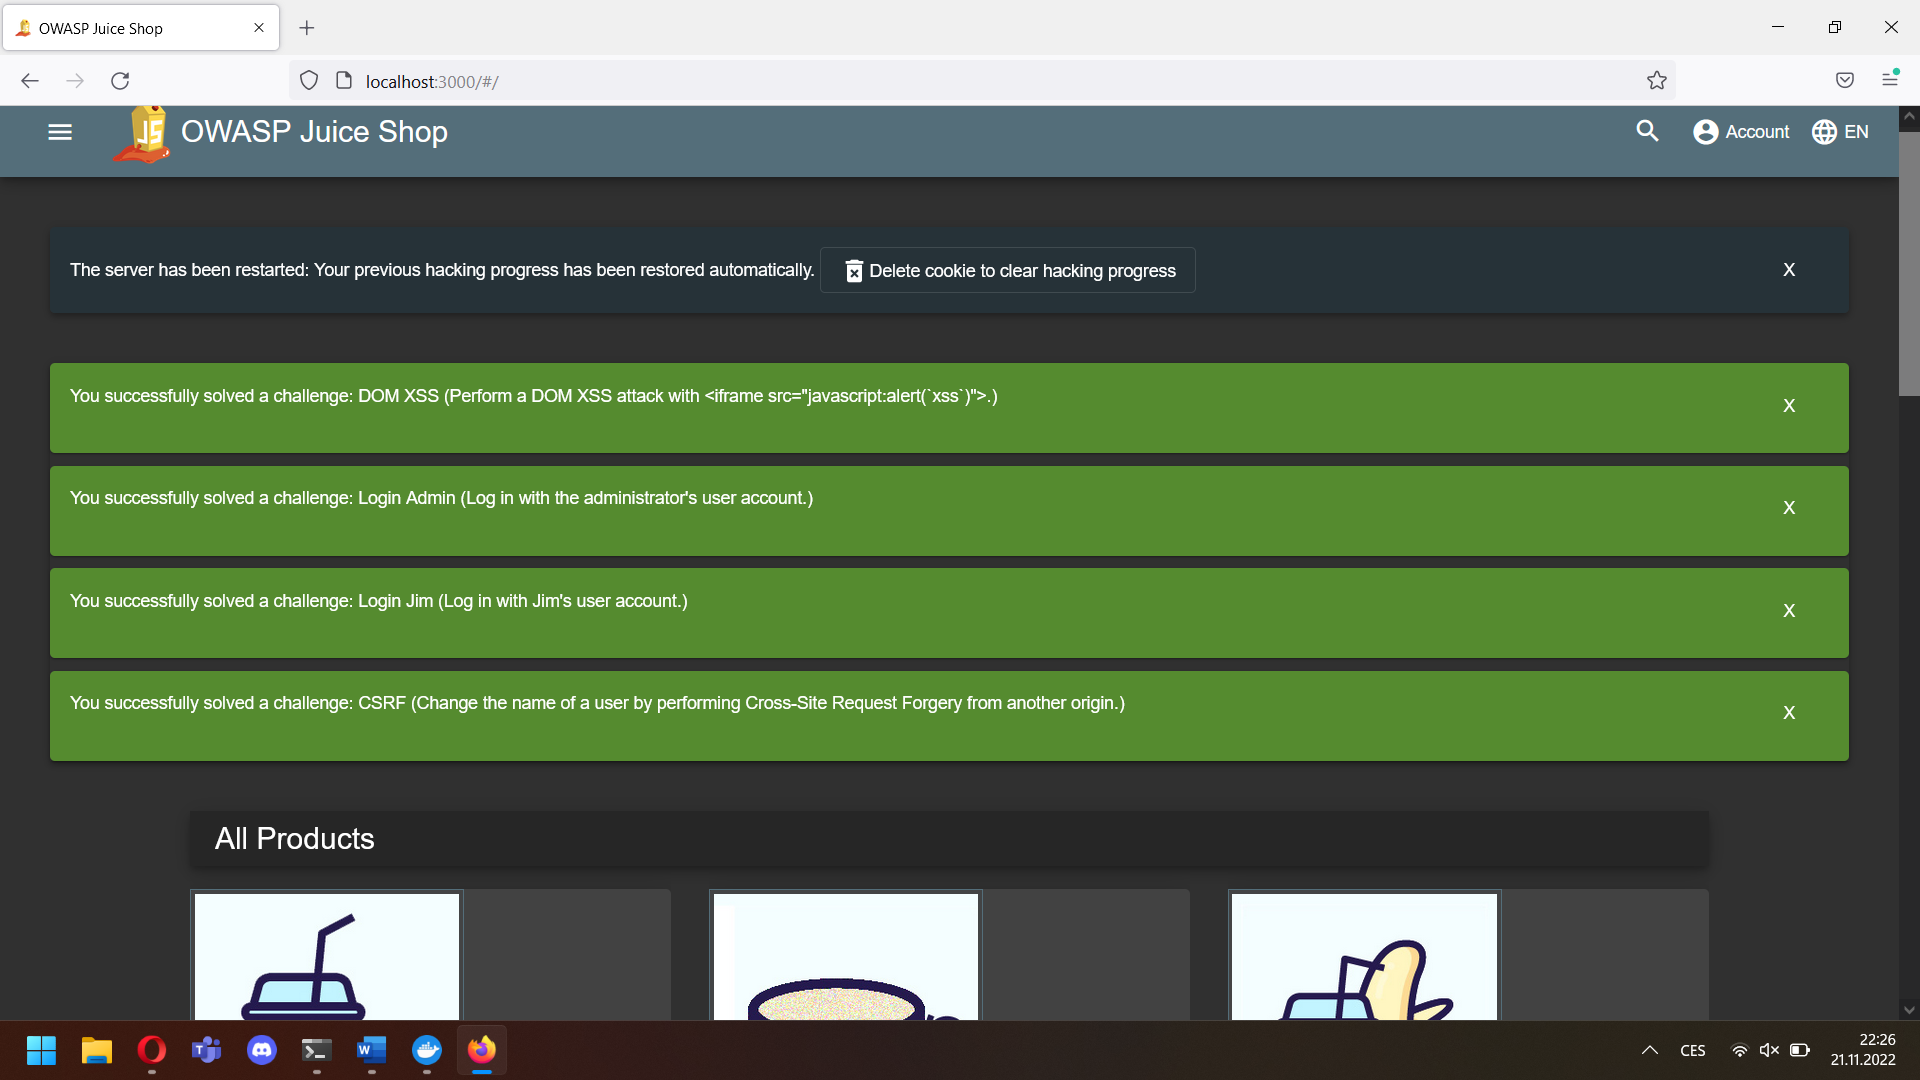 OWASP Juice Shop
localhost:3000/#/
JS
OWASP Juice Shop
Account
EN
The server has been restarted: Your previous hacking progress has been restored automatically.
Delete cookie to clear hacking progress
X
You successfully solved a challenge: DOM XSS (Perform a DOM XSS attack with <iframe src="javascript:alert(`xss`)">.)
X
You successfully solved a challenge: Login Admin (Log in with the administrator's user account.)
X
You successfully solved a challenge: Login Jim (Log in with Jim's user account.)
X
You successfully solved a challenge: CSRF (Change the name of a user by performing Cross-Site Request Forgery from another origin.)
X
All Products
CES
22:26
21.11.2022